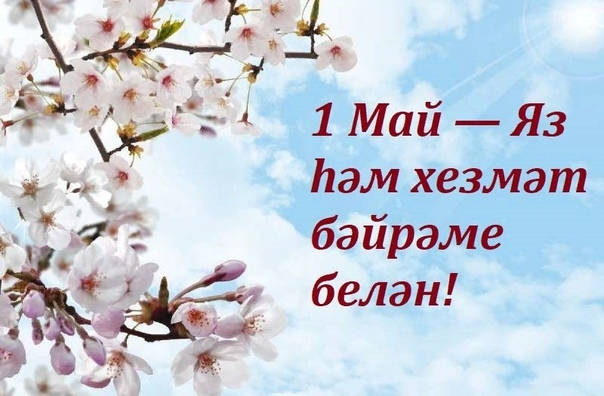 1 Май — Яз
һәм хезмәт
бәйрәме
белән!